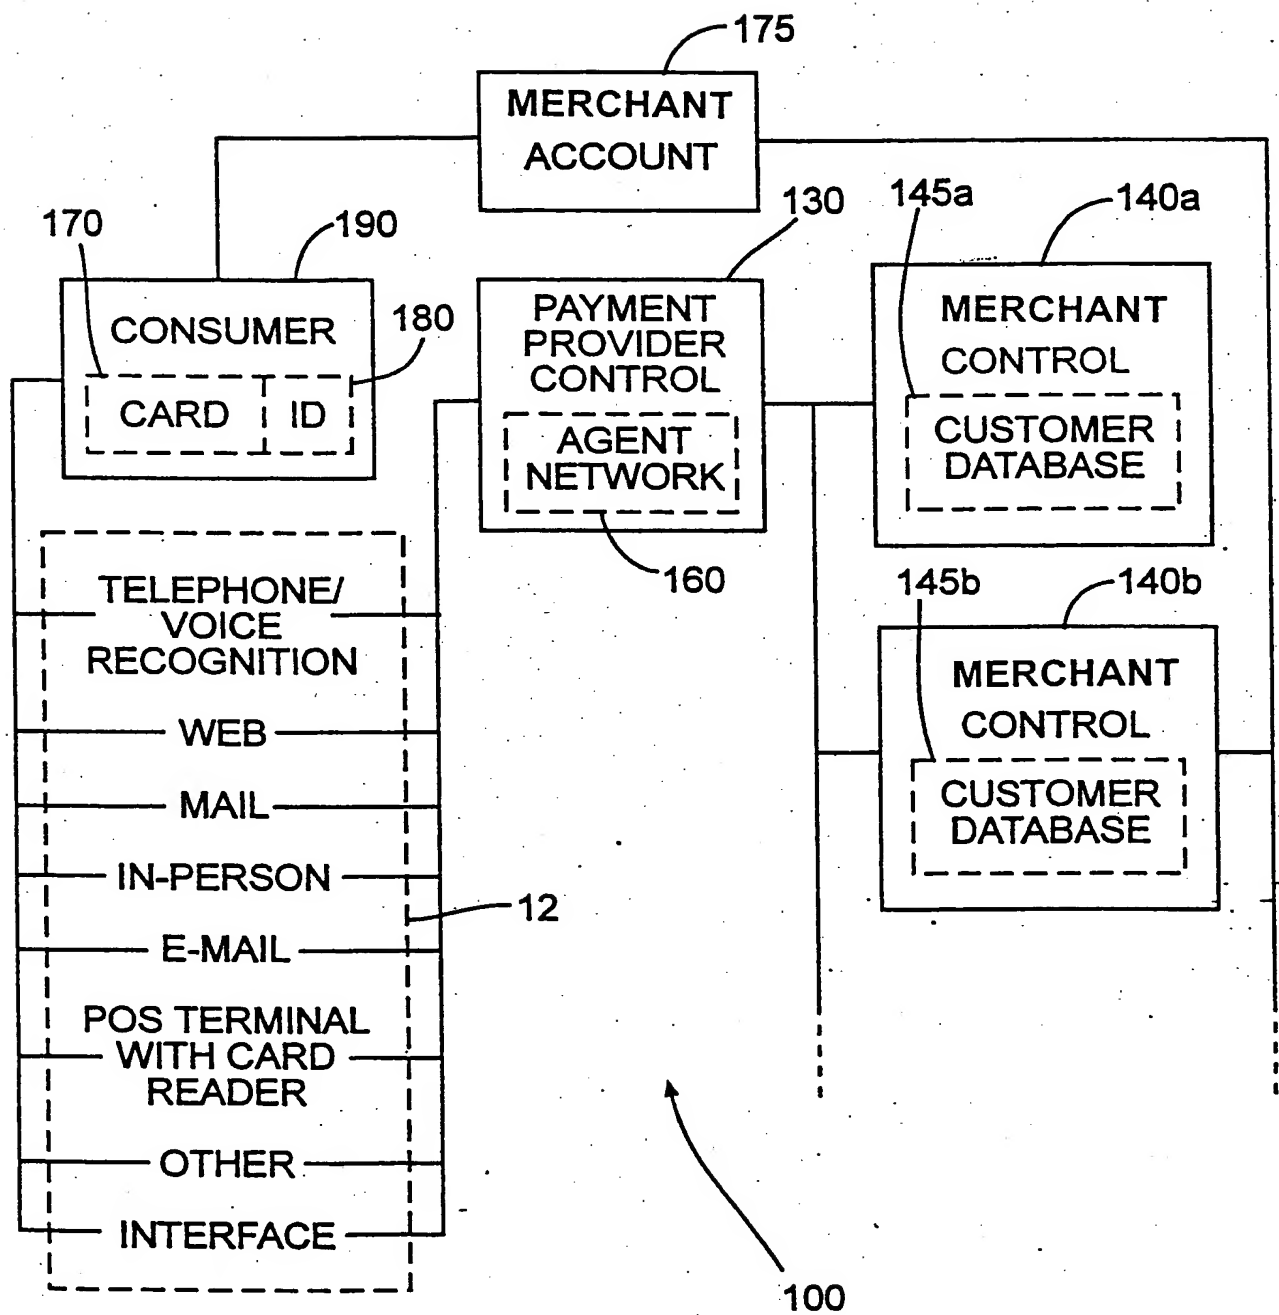 175
MERCHANT
ACCOUNT
130
145a
140a
170
190
180
CONSUMER
CARD
ID
PAYMENT
PROVIDER
CONTROL
AGENT
NETWORK
160
MERCHANT
CONTROL
CUSTOMER
DATABASE
145b
140b
MERCHANT
CONTROL
CUSTOMER
DATABASE
TELEPHONE/
VOICE
RECOGNITION
WEB
MAIL
IN-PERSON
12
E-MAIL
POS TERMINAL
WITH CARD
READER
OTHER
INTERFACE
100